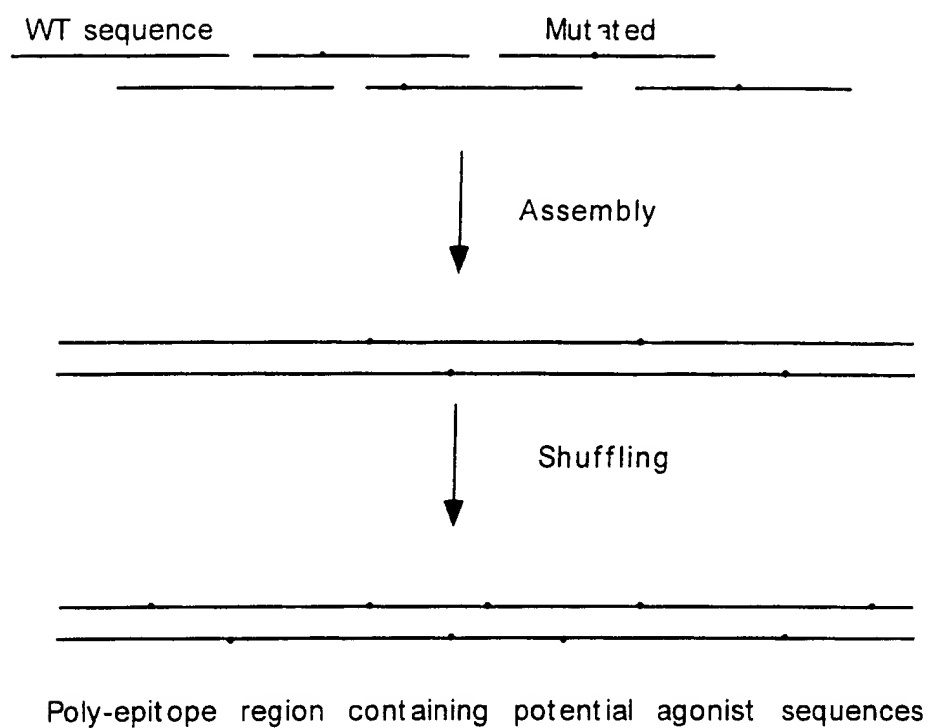 WT sequence
Mutated
Assembly
Shuffling
Poly-epitope region containing potential agonist sequences